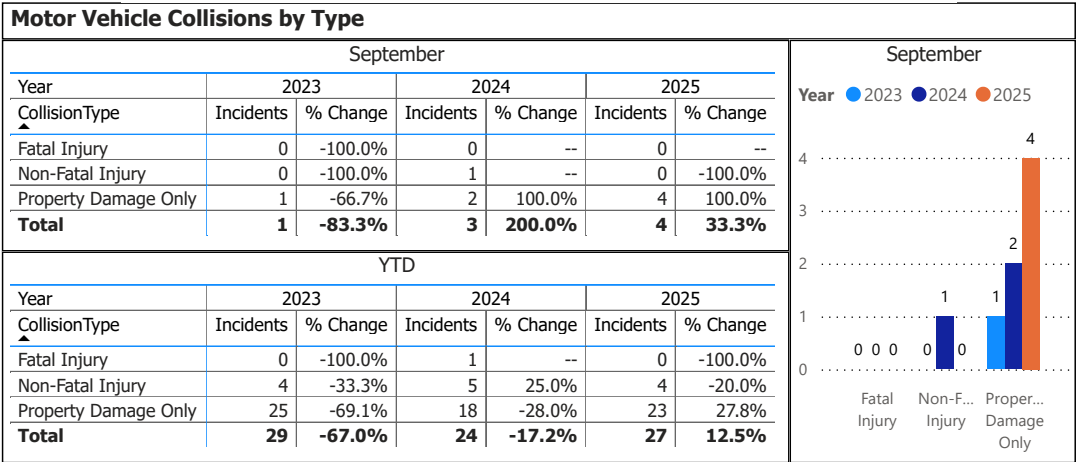 Motor Vehicle Collisions by Type
September
Year 2023 2024 2025
CollisionType Incidents % Change Incidents % Change Incidents % Change
Fatal Injury 0 -100.0% 0 -- 0 --
Non-Fatal Injury 0 -100.0% 1 -- 0 -100.0%
Property Damage Only 1 -66.7% 2 100.0% 4 100.0%
Total 1 -83.3% 3 200.0% 4 33.3%
YTD
Year 2023 2024 2025
CollisionType Incidents % Change Incidents % Change Incidents % Change
Fatal Injury 0 -100.0% 1 -- 0 -100.0%
Non-Fatal Injury 4 -33.3% 5 25.0% 4 -20.0%
Property Damage Only 25 -69.1% 18 -28.0% 23 27.8%
Total 29 -67.0% 24 -17.2% 27 12.5%
September
Year 2023 2024 2025
4
4
3
2
2
1 1
1
0 0 0 0 0
0
Fatal Non-F... Proper...
Injury Injury Damage
Only